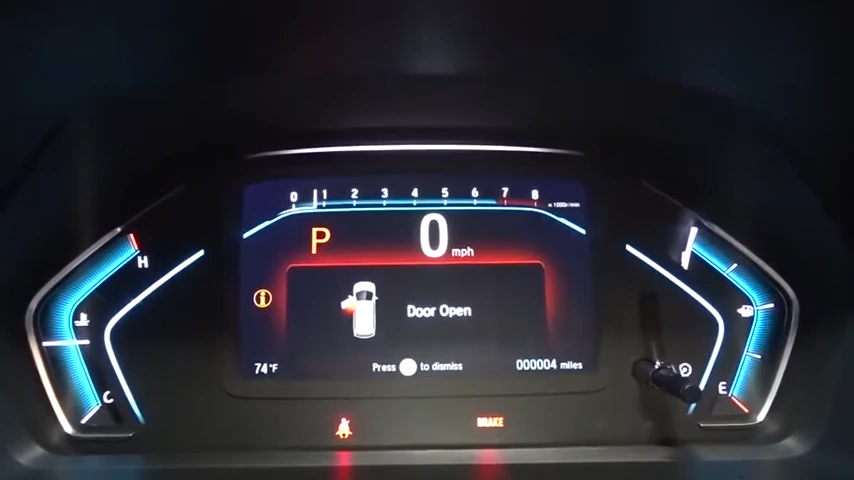 0 1 2 3 4 5 6 7 8
x 1000r/min
P
0 mph
H
Door Open
C
E
74°F
Press to dismiss
000004 miles
BRAKE